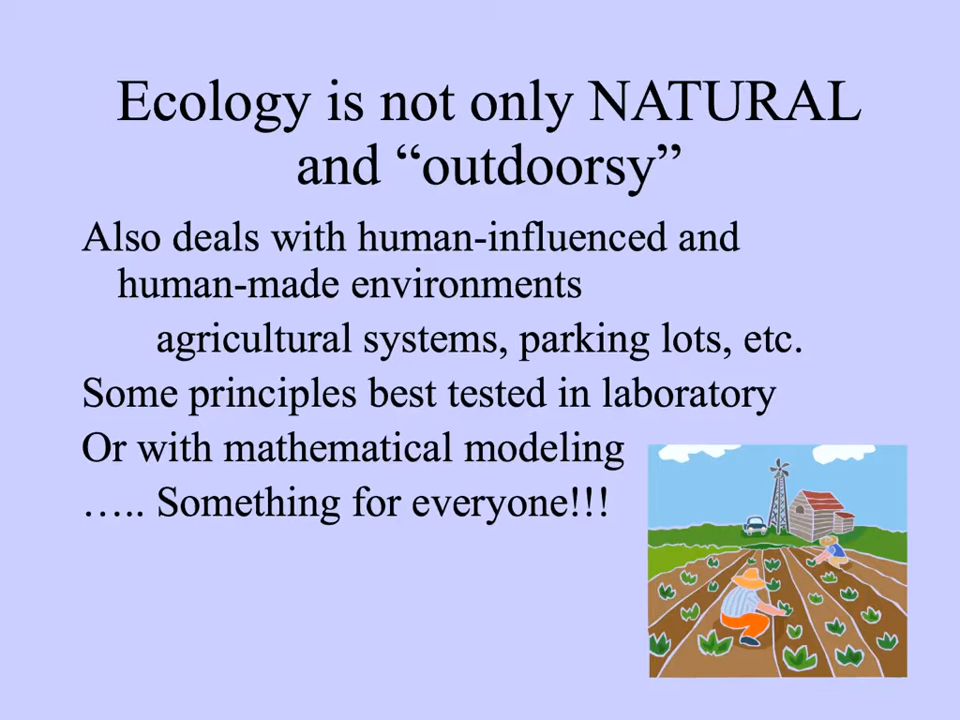 Ecology is not only NATURAL
and “outdoorsy”
Also deals with human-influenced and
human-made environments
agricultural systems, parking lots, etc.
Some principles best tested in laboratory
Or with mathematical modeling
….. Something for everyone!!!